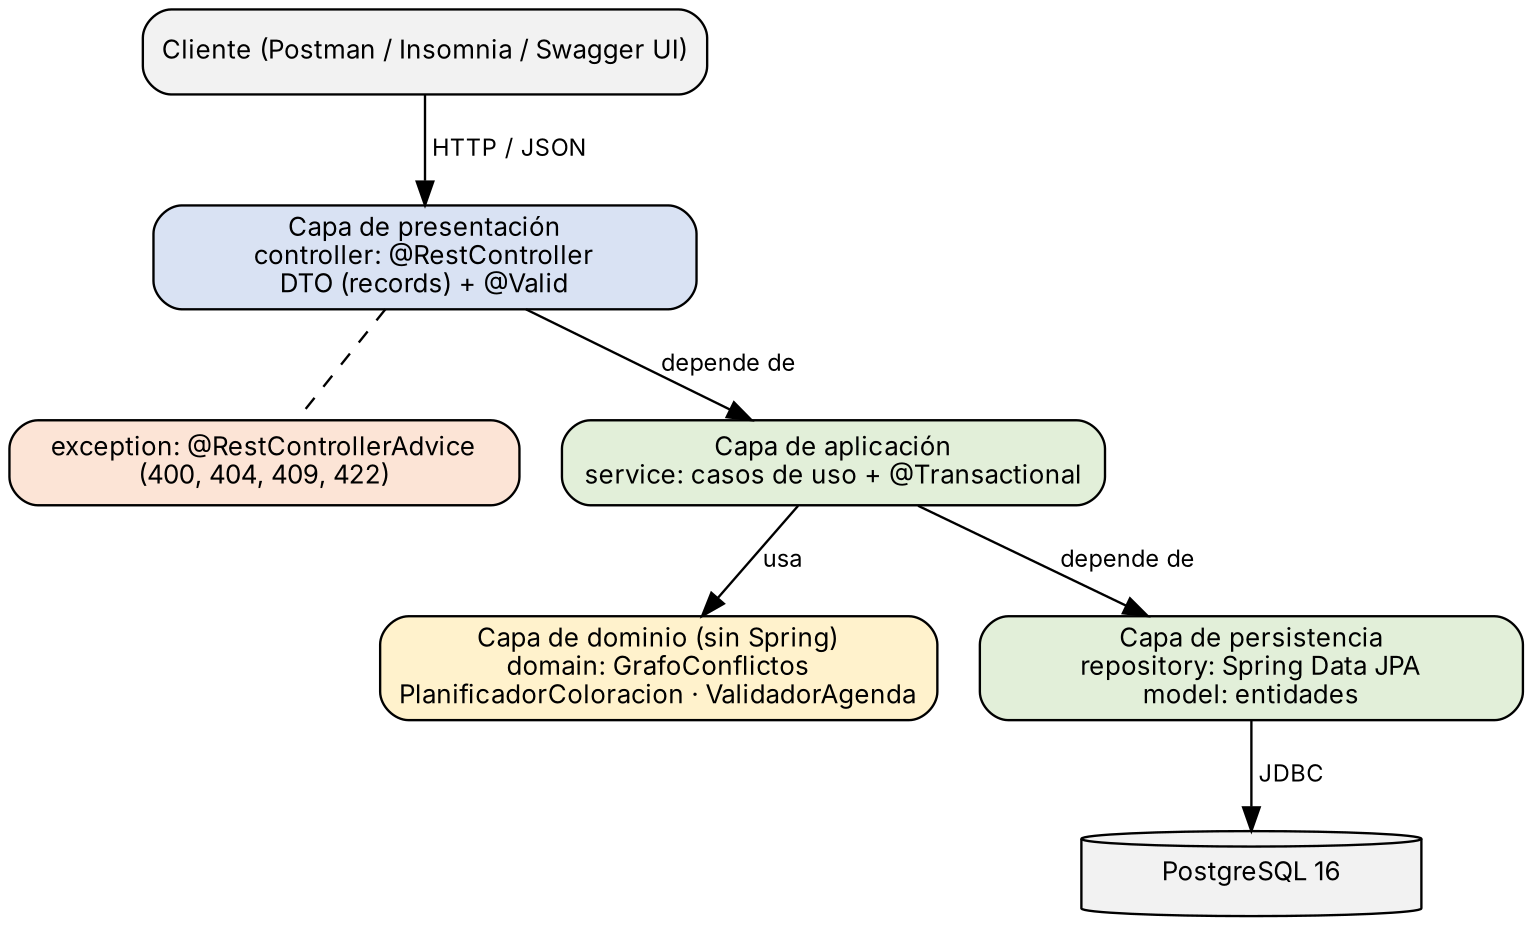 Cliente (Postman / Insomnia / Swagger UI)
HTTP / JSON
Capa de presentación
controller: @RestController
DTO (records) + @Valid
depende de
exception: @RestControllerAdvice
(400, 404, 409, 422)
Capa de aplicación
service: casos de uso + @Transactional
usa
depende de
Capa de dominio (sin Spring)
domain: GrafoConflictos
PlanificadorColoracion · ValidadorAgenda
Capa de persistencia
repository: Spring Data JPA
model: entidades
JDBC
PostgreSQL 16